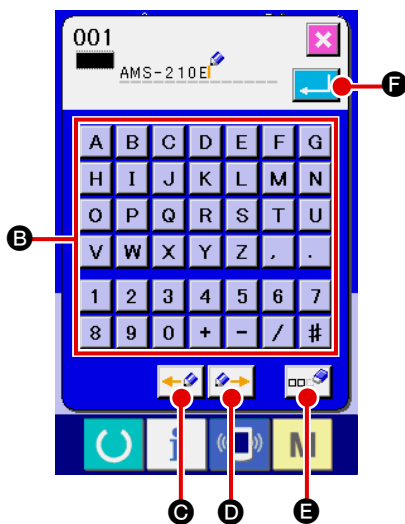 001
AMS-210E
F
A B C D E F G
H I J K L M N
O P Q R S T U
B
V W X Y Z , .
1 2 3 4 5 6 7
8 9 0 + - / #
i M
C D E